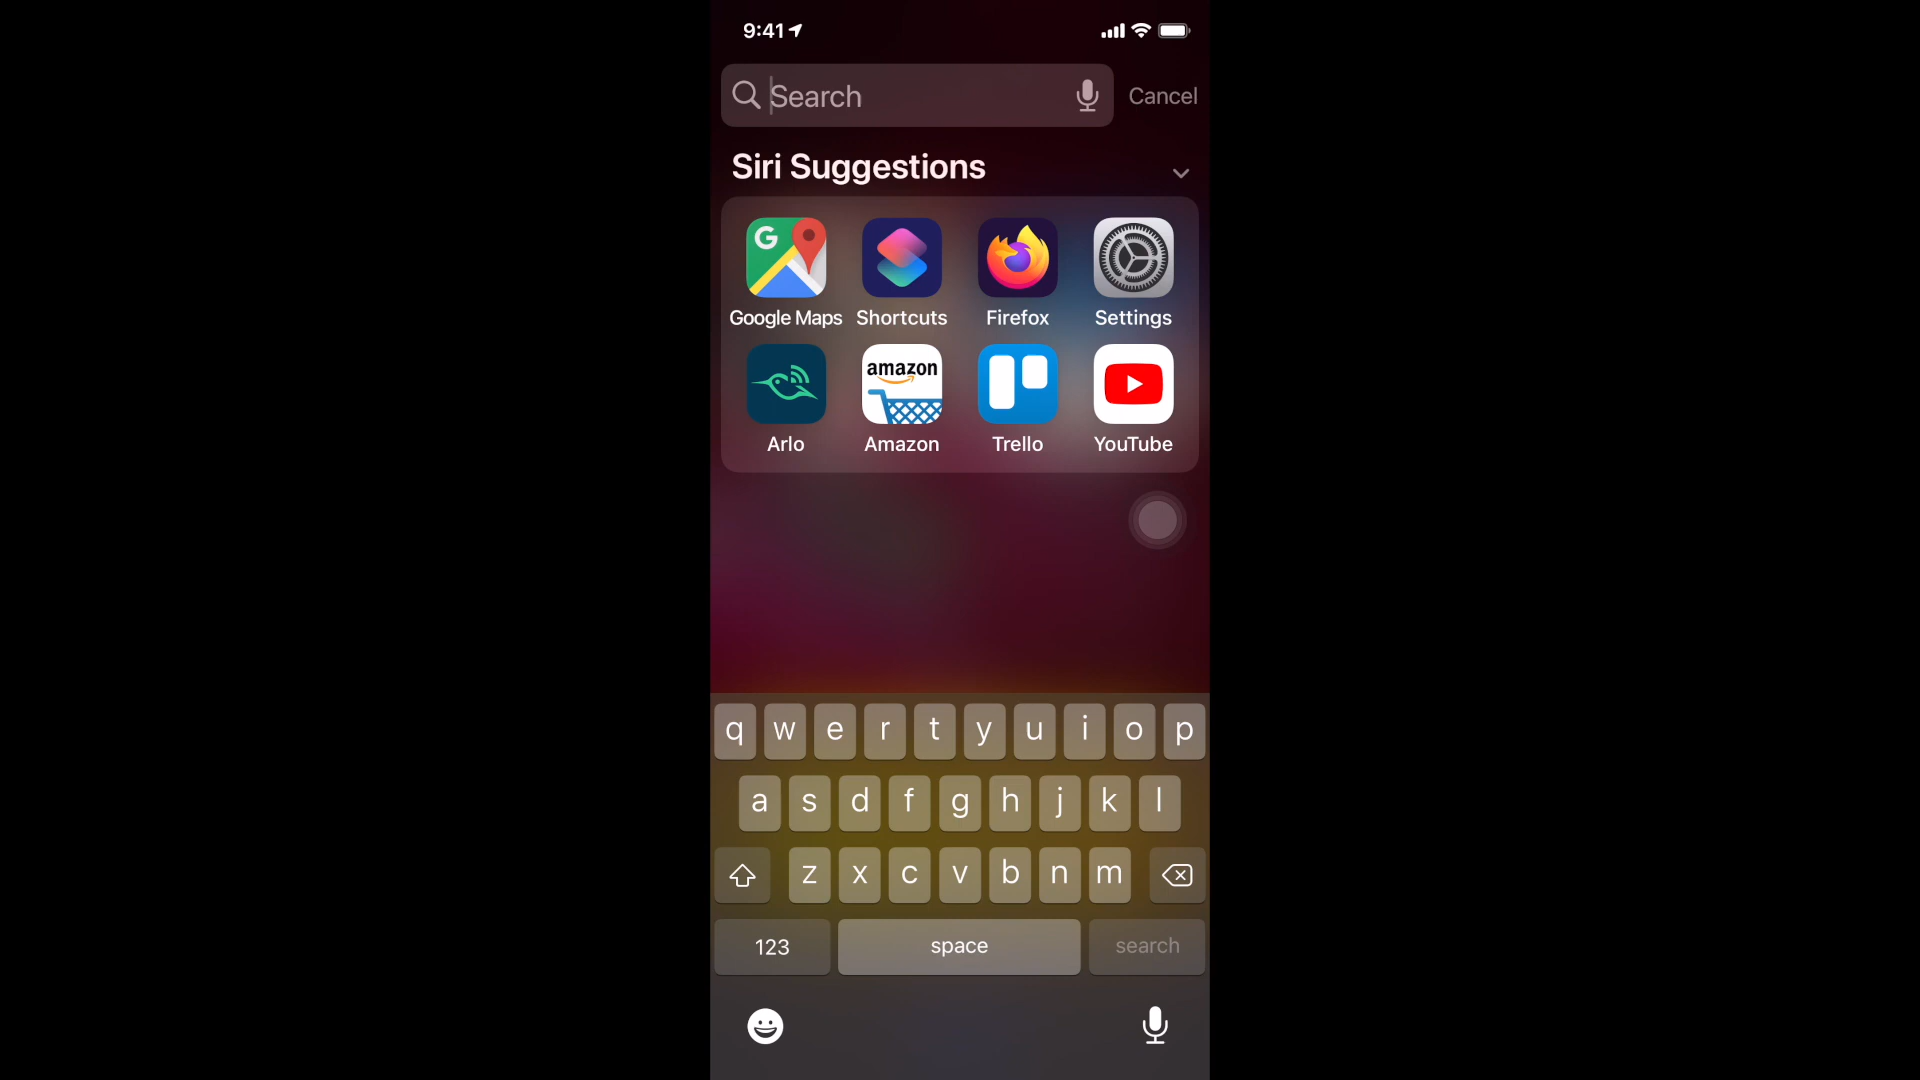 9:41
Search
Cancel
Siri Suggestions
G
Google Maps
Shortcuts
Firefox
Settings
amazon
Arlo
Amazon
Trello
YouTube
q w e r t y u i o p
a s d f g h j k l
z x c v b n m
123
space
search